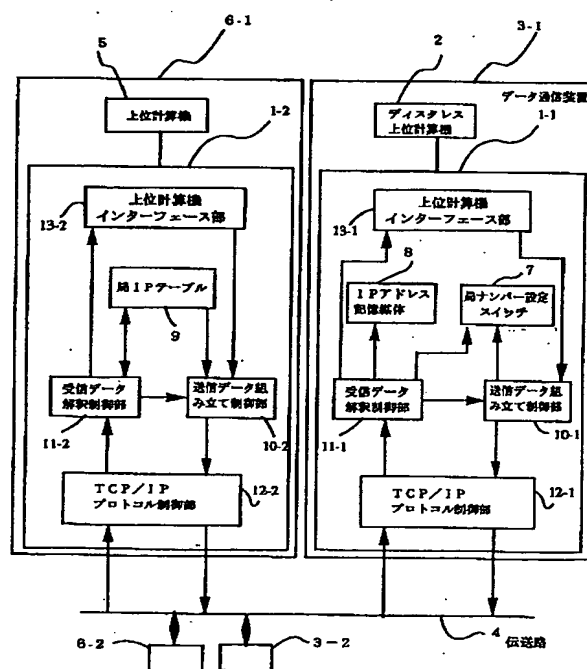 6-1
3-1
5
2
データ通信装置
上位計算機
1-2
ディスクレス
上位計算機
1-1
上位計算機
インターフェース部
13-2
上位計算機
インターフェース部
13-1
8
7
局IPテーブル
9
IPアドレス
記憶媒体
局ナンバー設定
スイッチ
受信データ
解釈制御部
11-2
送信データ組
み立て制御部
10-2
受信データ
解釈制御部
11-1
送信データ組
み立て制御部
10-1
TCP/IP
プロトコル制御部
12-2
TCP/IP
プロトコル制御部
12-1
6-2
3-2
4
伝送路